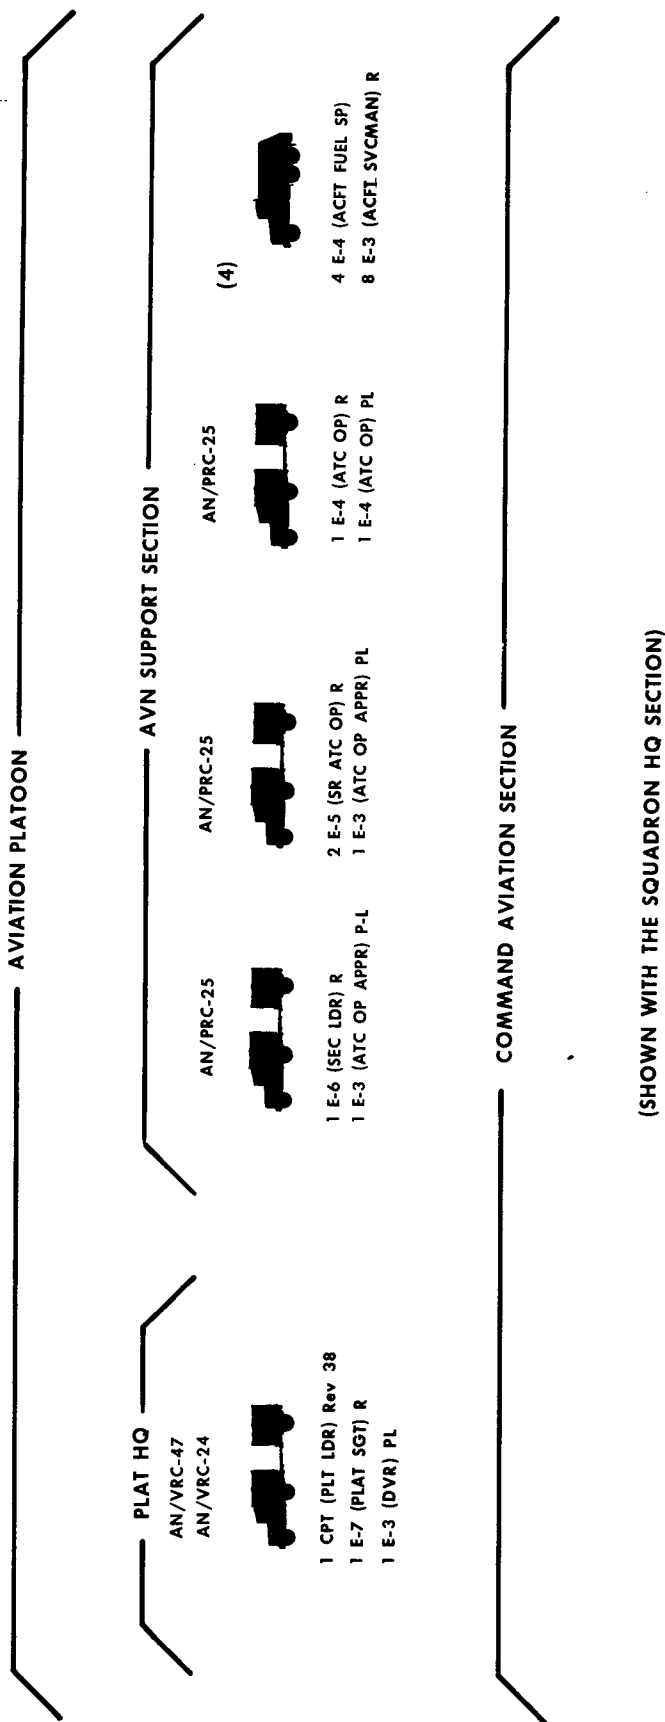 AVIATION PLATOON
PLAT HQ
AN/VRC-47
AN/VRC-24
1 CPT (PLT LDR) Rev 38
1 E-7 (PLAT SGT) R
1 E-3 (DVR) PL
AVN SUPPORT SECTION
AN/PRC-25
1 E-6 (SEC LDR) R
1 E-3 (ATC OP APPR) P-L
AN/PRC-25
2 E-5 (SR ATC OP) R
1 E-3 (ATC OP APPR) PL
AN/PRC-25
1 E-4 (ATC OP) R
1 E-4 (ATC OP) PL
(4)
4 E-4 (ACFT FUEL SP)
8 E-3 (ACFT SVCMAN) R
COMMAND AVIATION SECTION
(SHOWN WITH THE SQUADRON HQ SECTION)